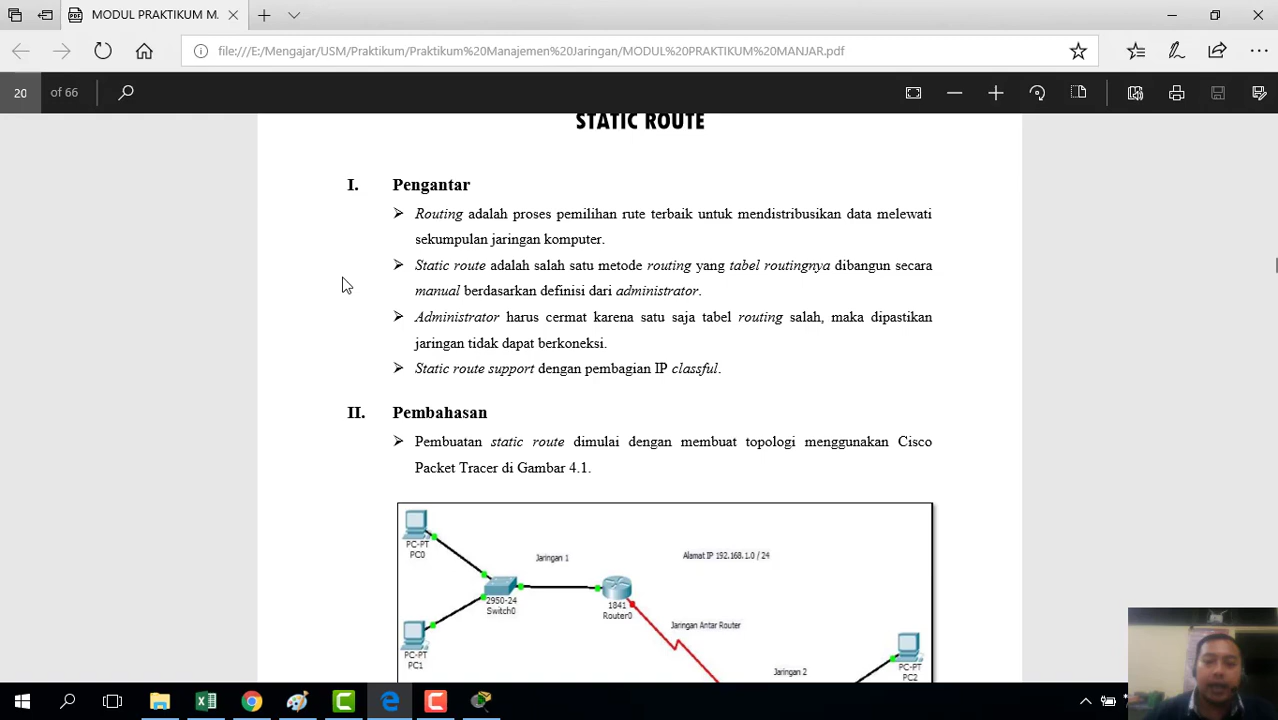 MODUL PRAKTIKUM M.
file:///E:/Mengajar/USM/Praktikum/Praktikum%20Manajemen%20Jaringan/MODUL%20PRAKTIKUM%20MANJAR.pdf
20 of 66
STATIC ROUTE
I. Pengantar
➢ Routing adalah proses pemilihan rute terbaik untuk mendistribusikan data melewati
sekumpulan jaringan komputer.
➢ Static route adalah salah satu metode routing yang tabel routingnya dibangun secara
manual berdasarkan definisi dari administrator.
➢ Administrator harus cermat karena satu saja tabel routing salah, maka dipastikan
jaringan tidak dapat berkoneksi.
➢ Static route support dengan pembagian IP classful.
II. Pembahasan
➢ Pembuatan static route dimulai dengan membuat topologi menggunakan Cisco
Packet Tracer di Gambar 4.1.
PC-PT
PC0
Jaringan 1
Alamat IP 192.168.1.0 / 24
2950-24
Switch0
1841
Router0
Jaringan Antar Router
PC-PT
PC1
Jaringan 2
PC-PT
PC2